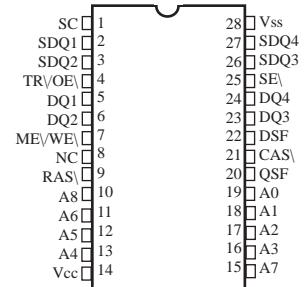 SC 1 28 Vss
SDQ1 2 27 SDQ4
SDQ2 3 26 SDQ3
TR\/OE\ 4 25 SE\
DQ1 5 24 DQ4
DQ2 6 23 DQ3
ME\/WE\ 7 22 DSF
NC 8 21 CAS\
RAS\ 9 20 QSF
A8 10 19 A0
A6 11 18 A1
A5 12 17 A2
A4 13 16 A3
Vcc 14 15 A7